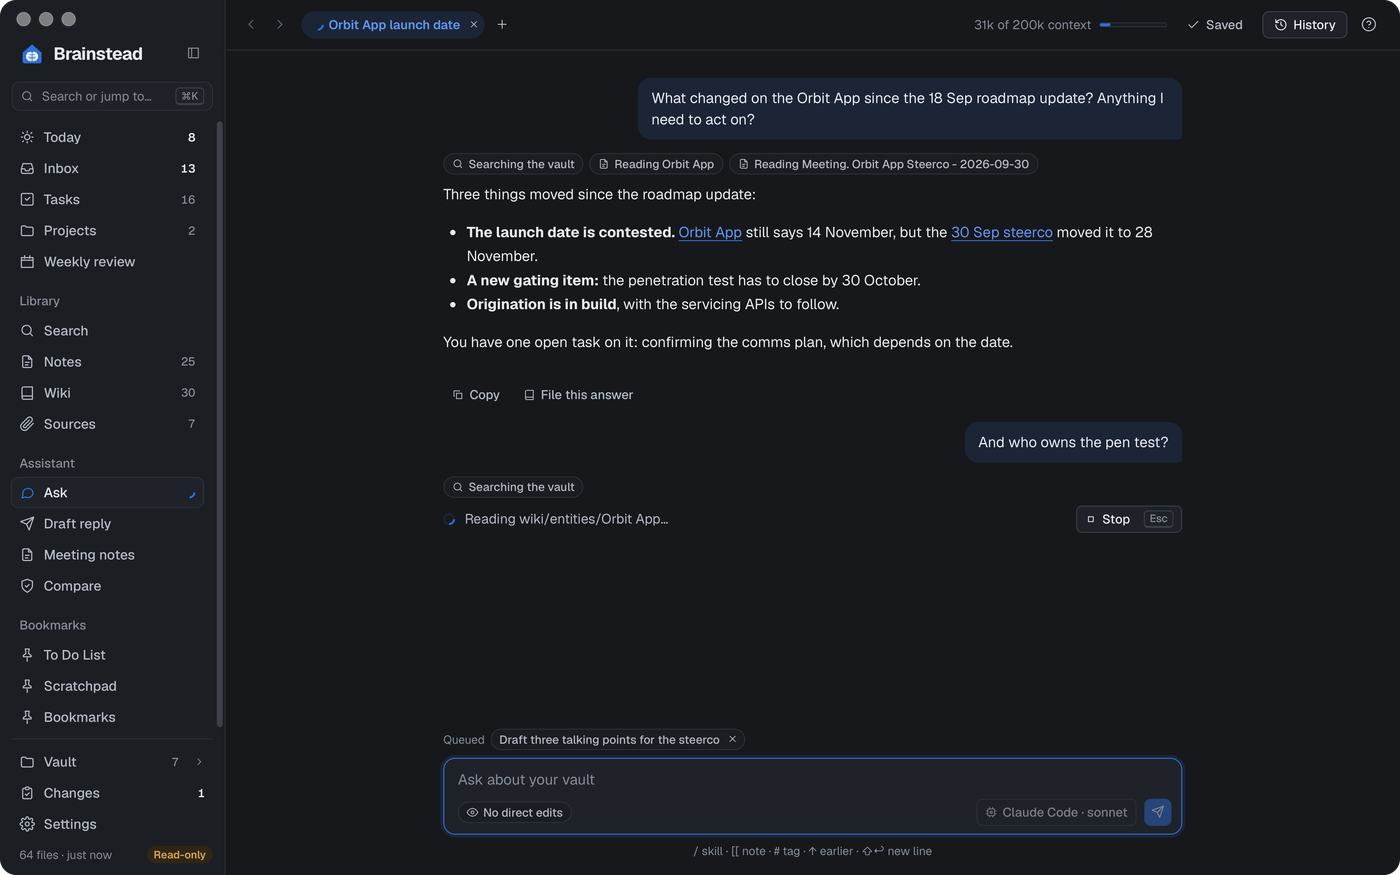 Brainstead
Search or jump to...
⌘K
Today 8
Inbox 13
Tasks 16
Projects 2
Weekly review
Library
Search
Notes 25
Wiki 30
Sources 7
Assistant
Ask
Draft reply
Meeting notes
Compare
Bookmarks
To Do List
Scratchpad
Bookmarks
Vault 7
Changes 1
Settings
64 files · just now
Read-only
Orbit App launch date
31k of 200k context
Saved
History
What changed on the Orbit App since the 18 Sep roadmap update? Anything I
need to act on?
Searching the vault
Reading Orbit App
Reading Meeting. Orbit App Steerco - 2026-09-30
Three things moved since the roadmap update:
• The launch date is contested. Orbit App still says 14 November, but the 30 Sep steerco moved it to 28
November.
• A new gating item: the penetration test has to close by 30 October.
• Origination is in build, with the servicing APIs to follow.
You have one open task on it: confirming the comms plan, which depends on the date.
Copy
File this answer
And who owns the pen test?
Searching the vault
Reading wiki/entities/Orbit App...
Stop Esc
Queued
Draft three talking points for the steerco
Ask about your vault
No direct edits
Claude Code · sonnet
/ skill · [[ note · # tag · ↑ earlier · ⇧↩ new line